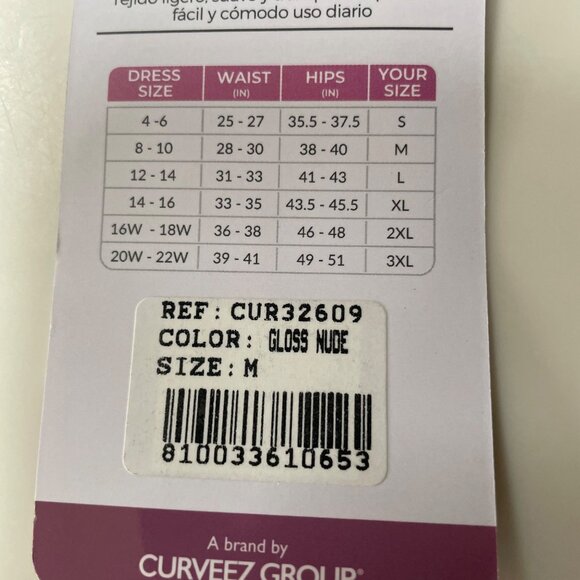 fácil y cómodo uso diario
DRESS SIZE WAIST (IN) HIPS (IN) YOUR SIZE
4 -6 25 - 27 35.5 - 37.5 S
8 - 10 28 - 30 38 - 40 M
12 - 14 31 - 33 41 - 43 L
14 - 16 33 - 35 43.5 - 45.5 XL
16W - 18W 36 - 38 46 - 48 2XL
20W - 22W 39 - 41 49 - 51 3XL
REF: CUR32609
COLOR: GLOSS NUDE
SIZE: M
810033610653
A brand by
CURVEEZ GROUP®